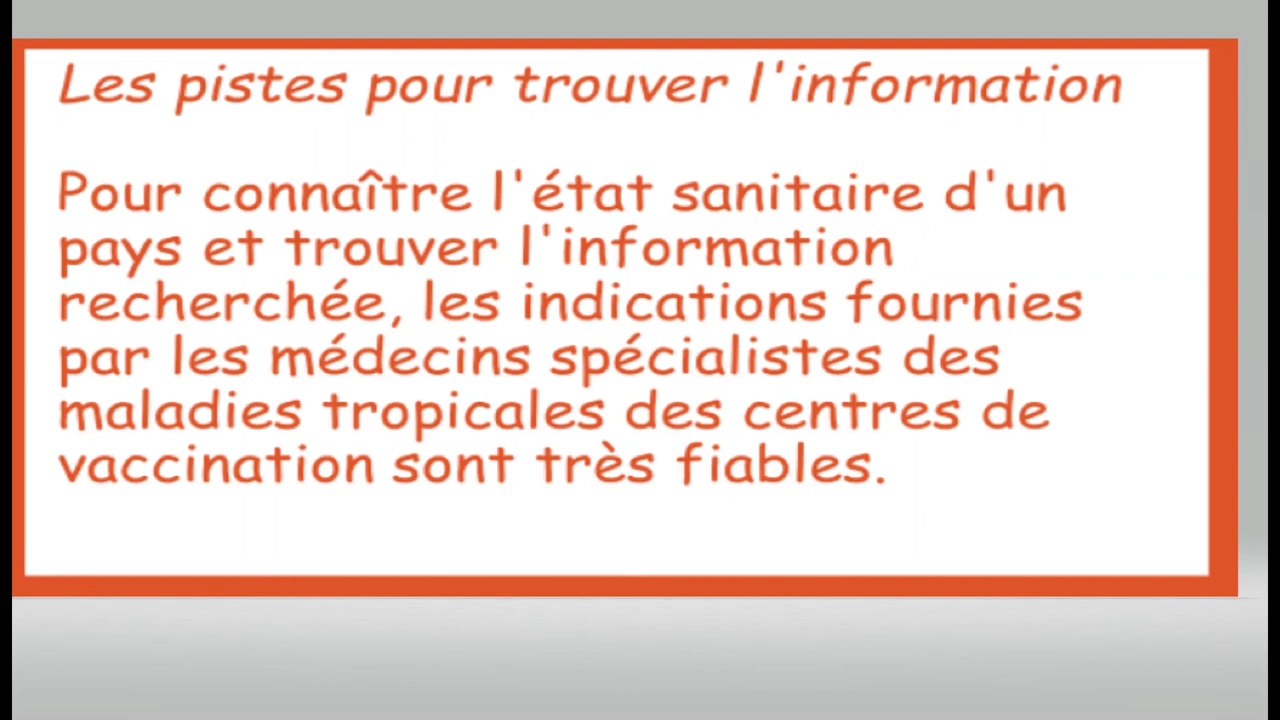 Les pistes pour trouver l'information
Pour connaître l'état sanitaire d'un
pays et trouver l'information
recherchée, les indications fournies
par les médecins spécialistes des
maladies tropicales des centres de
vaccination sont très fiables.